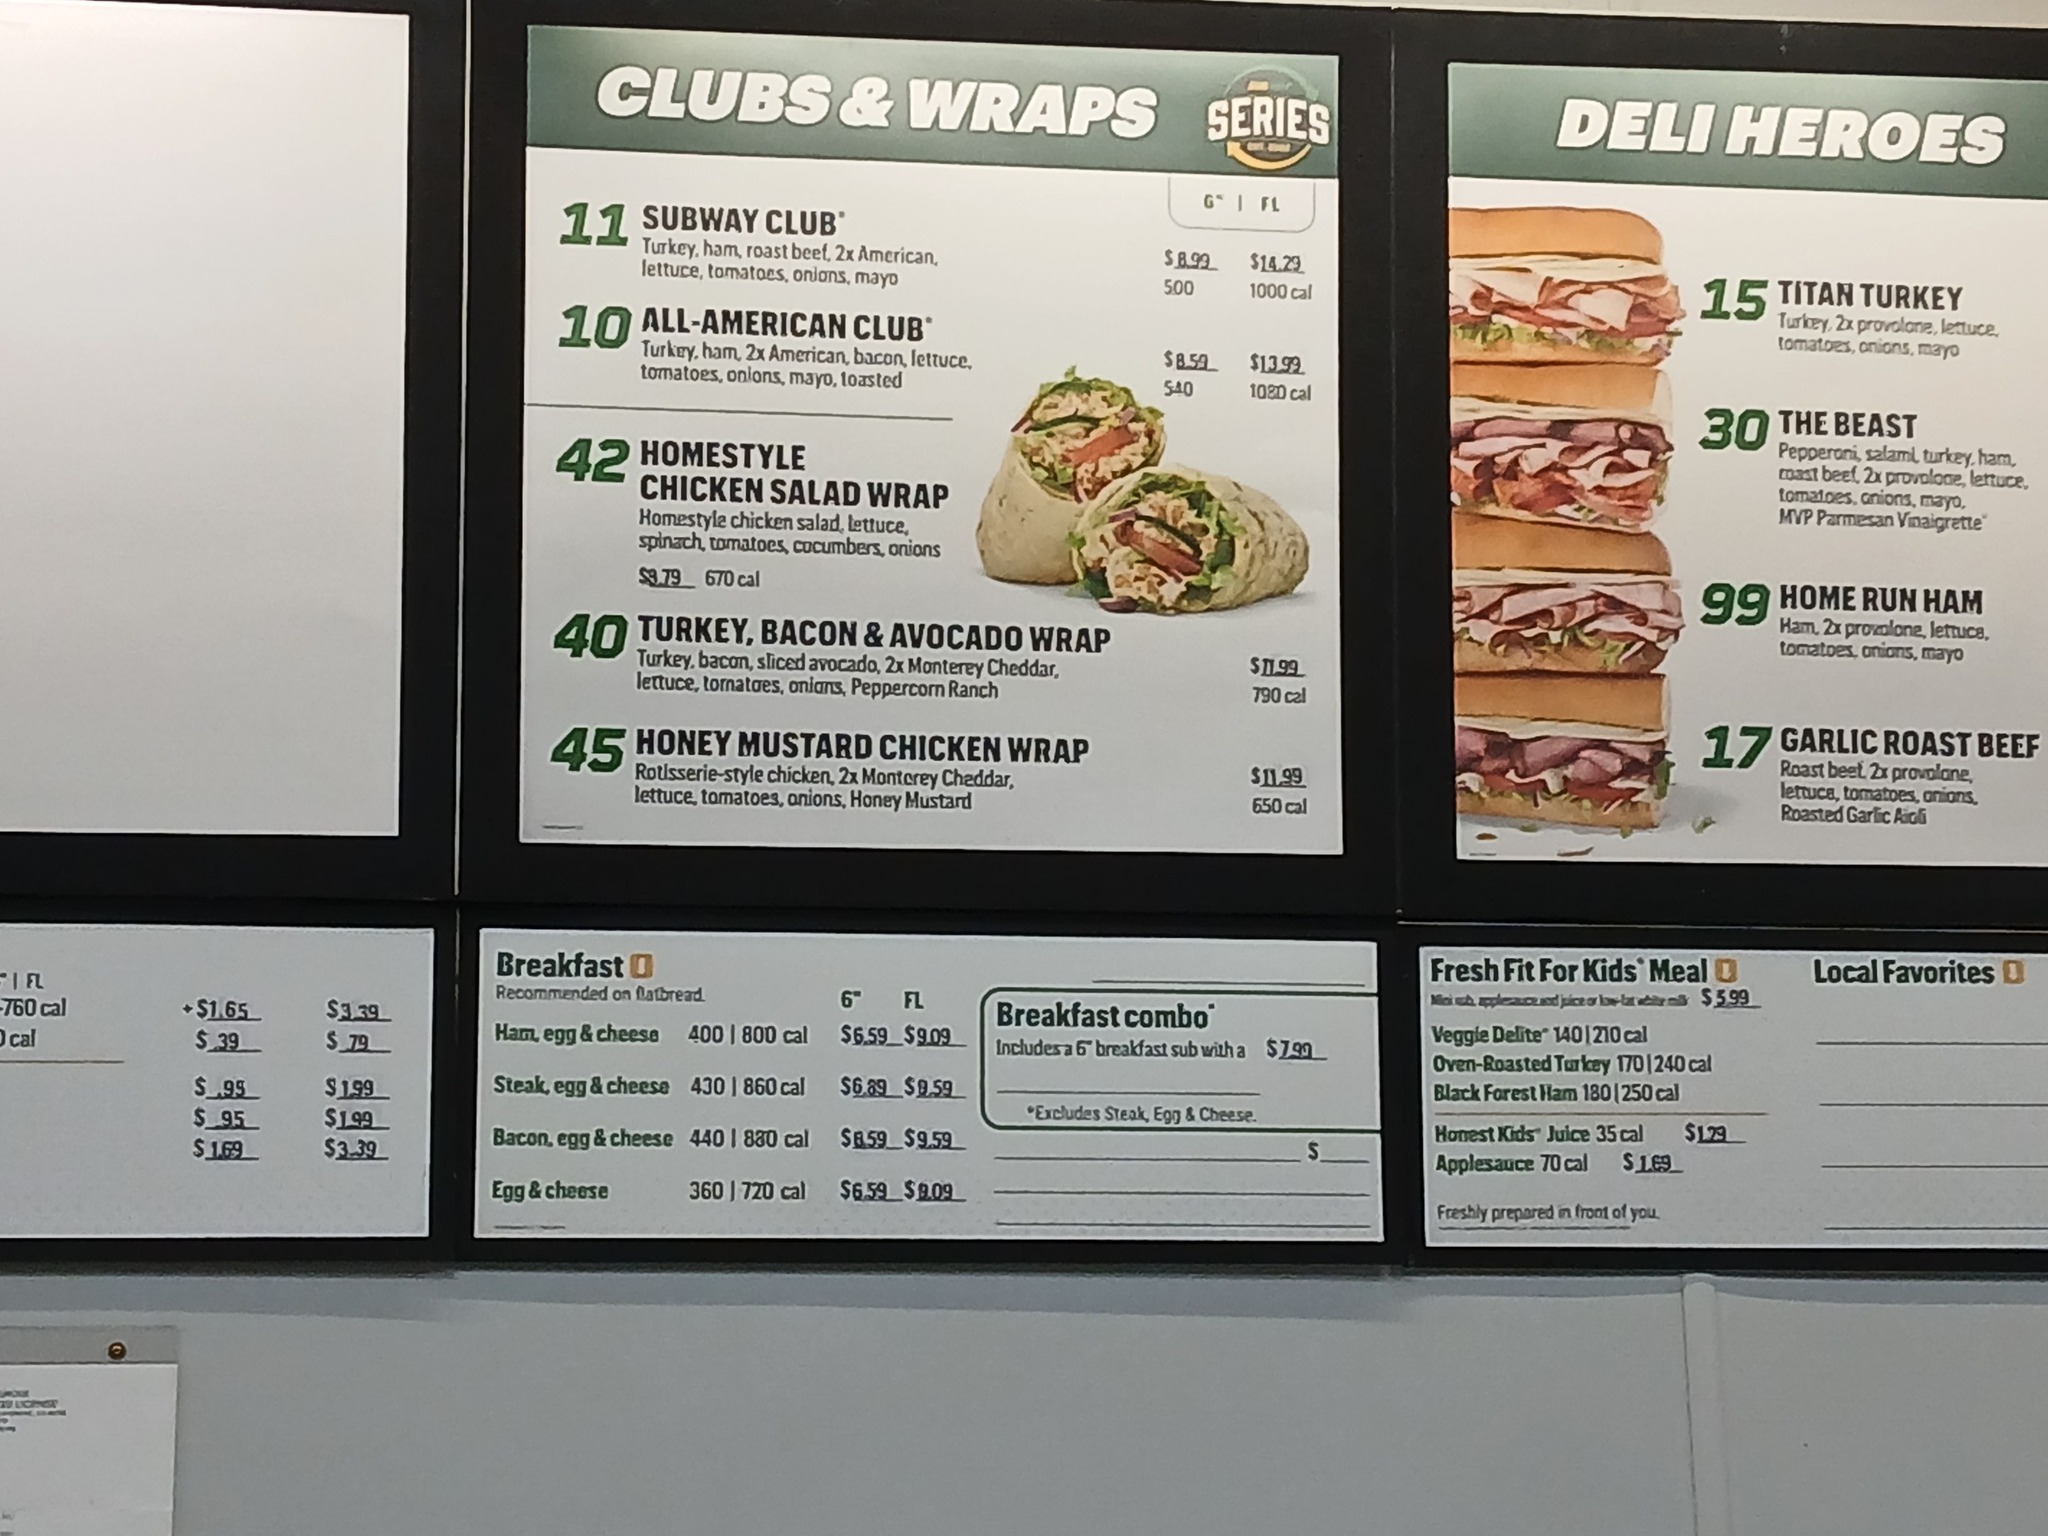 CLUBS & WRAPS
SERIES
6" | FL
11 SUBWAY CLUB®
Turkey, ham, roast beef, 2x American,
lettuce, tomatoes, onions, mayo
$8.99 $14.29
500 1000 cal
10 ALL-AMERICAN CLUB®
Turkey, ham, 2x American, bacon, lettuce,
tomatoes, onions, mayo, toasted
$8.59 $13.99
540 1080 cal
42 HOMESTYLE
CHICKEN SALAD WRAP
Homestyle chicken salad, lettuce,
spinach, tomatoes, cucumbers, onions
670 cal
40 TURKEY, BACON & AVOCADO WRAP
Turkey, bacon, sliced avocado, 2x Monterey Cheddar,
lettuce, tomatoes, onions, Peppercorn Ranch
$11.99
790 cal
45 HONEY MUSTARD CHICKEN WRAP
Rotisserie-style chicken, 2x Monterey Cheddar,
lettuce, tomatoes, onions, Honey Mustard
$11.99
650 cal
DELI HEROES
15 TITAN TURKEY
Turkey, 2x provolone, lettuce,
tomatoes, onions, mayo
30 THE BEAST
Pepperoni, salami, turkey, ham,
roast beef, 2x provolone, lettuce,
tomatoes, onions, mayo,
MVP Parmesan Vinaigrette®
99 HOME RUN HAM
Ham, 2x provolone, lettuce,
tomatoes, onions, mayo
17 GARLIC ROAST BEEF
Roast beef, 2x provolone,
lettuce, tomatoes, onions,
Roasted Garlic Aioli
" | FL
-760 cal +$1.65 $3.39
0 cal $.39 $.79
$.95 $1.99
$.95 $1.99
$1.69 $3.39
Breakfast
Recommended on flatbread. 6" FL
Ham, egg & cheese 400 | 800 cal $6.59 $9.09
Steak, egg & cheese 430 | 860 cal $6.89 $9.59
Bacon, egg & cheese 440 | 880 cal $9.59
Egg & cheese 360 | 720 cal $6.59
Breakfast combo*
Includes a 6" breakfast sub with a $7.99
*Excludes Steak, Egg & Cheese.
$
Fresh Fit For Kids® Meal
Mini sub, applesauce and juice or low-fat white milk $5.99
Veggie Delite® 140 | 210 cal
Oven-Roasted Turkey 170 | 240 cal
Black Forest Ham 180 | 250 cal
Honest Kids® Juice 35 cal
Applesauce 70 cal $1.69
Freshly prepared in front of you.
Local Favorites